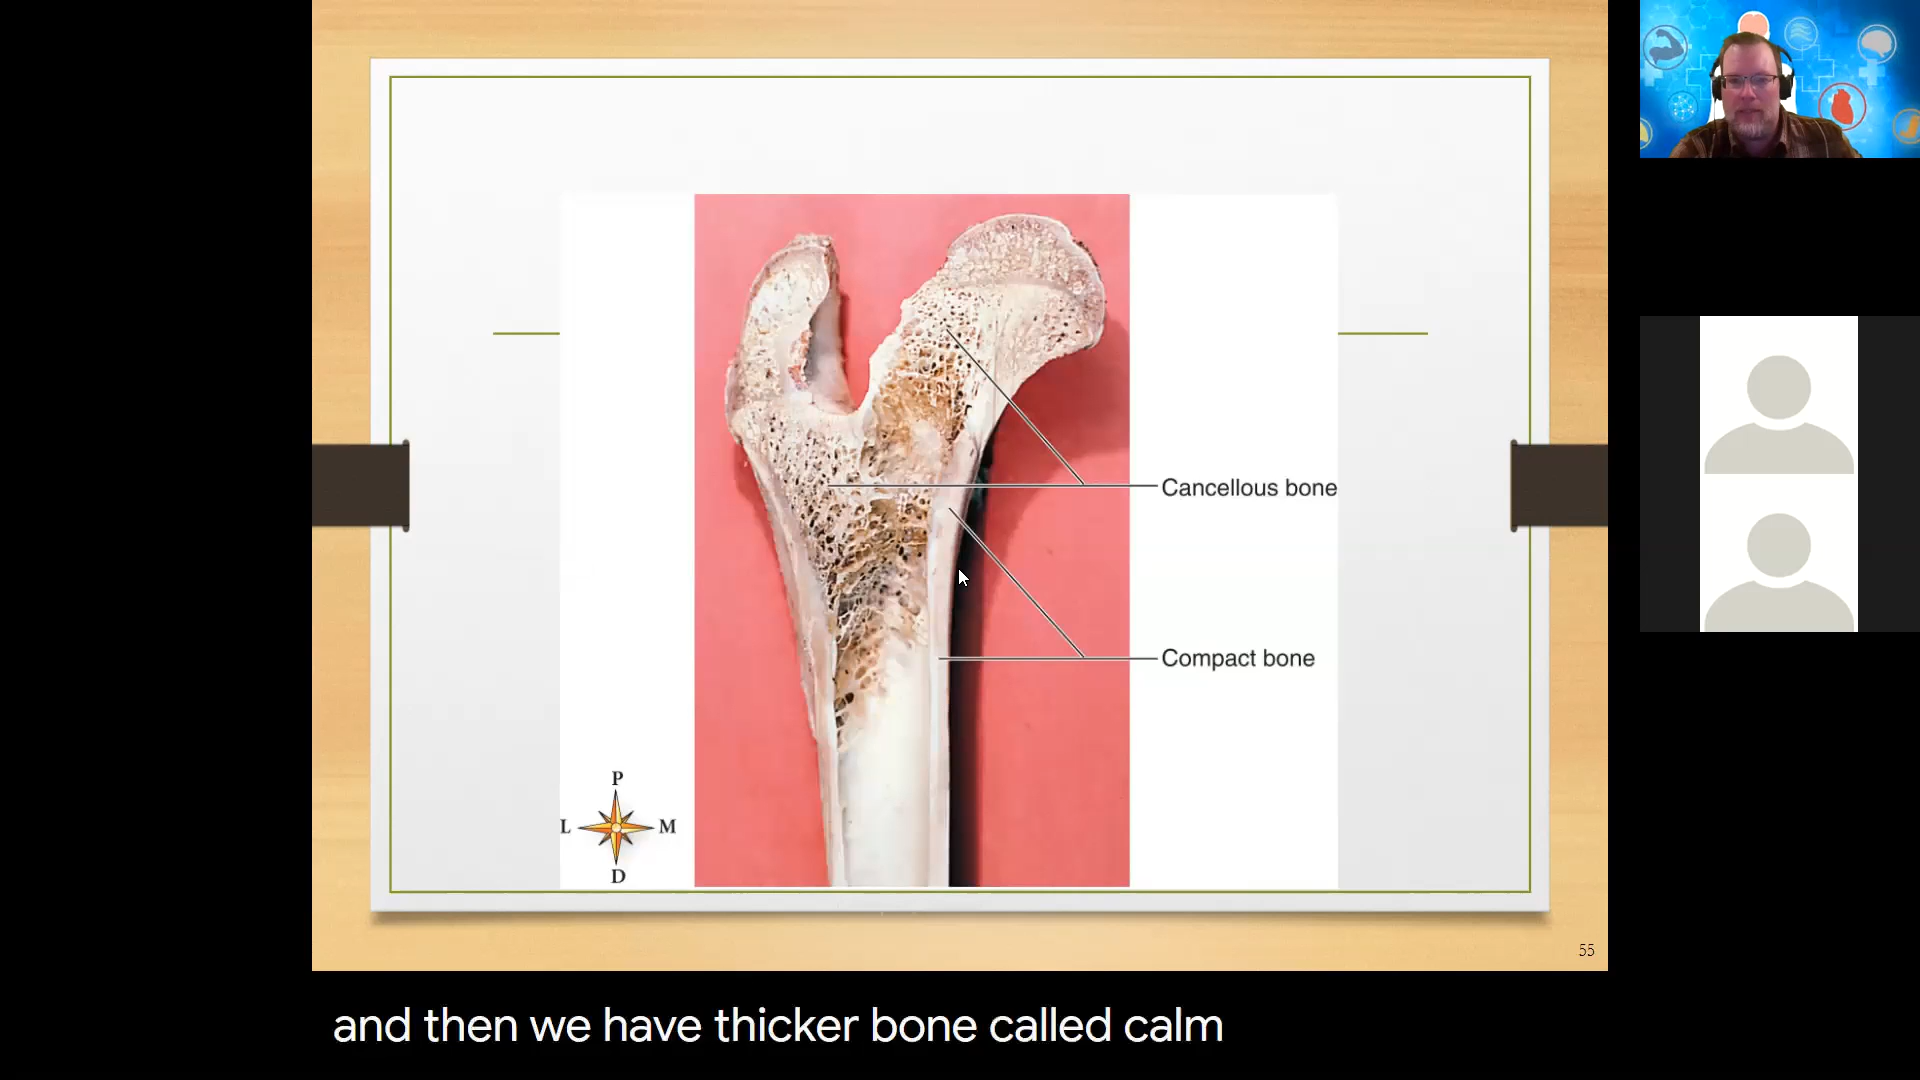 Cancellous bone
Compact bone
P
L M
D
55
and then we have thicker bone called calm